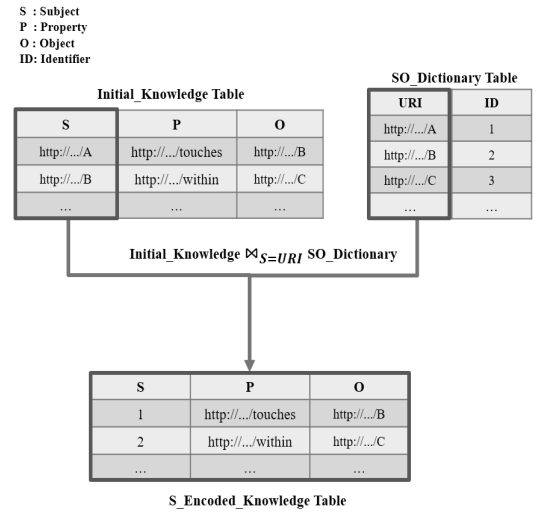 S : Subject
P : Property
O : Object
ID: Identifier
SO_Dictionary Table
Initial_Knowledge Table
URI ID
S P O
http://.../A 1
http://.../A http://.../touches http://.../B
http://.../B 2
http://.../B http://.../within http://.../C
http://.../C 3
... ... ...
... ...
Initial_Knowledge ⋈S=URI SO_Dictionary
S P O
1 http://.../touches http://.../B
2 http://.../within http://.../C
... ... ...
S_Encoded_Knowledge Table